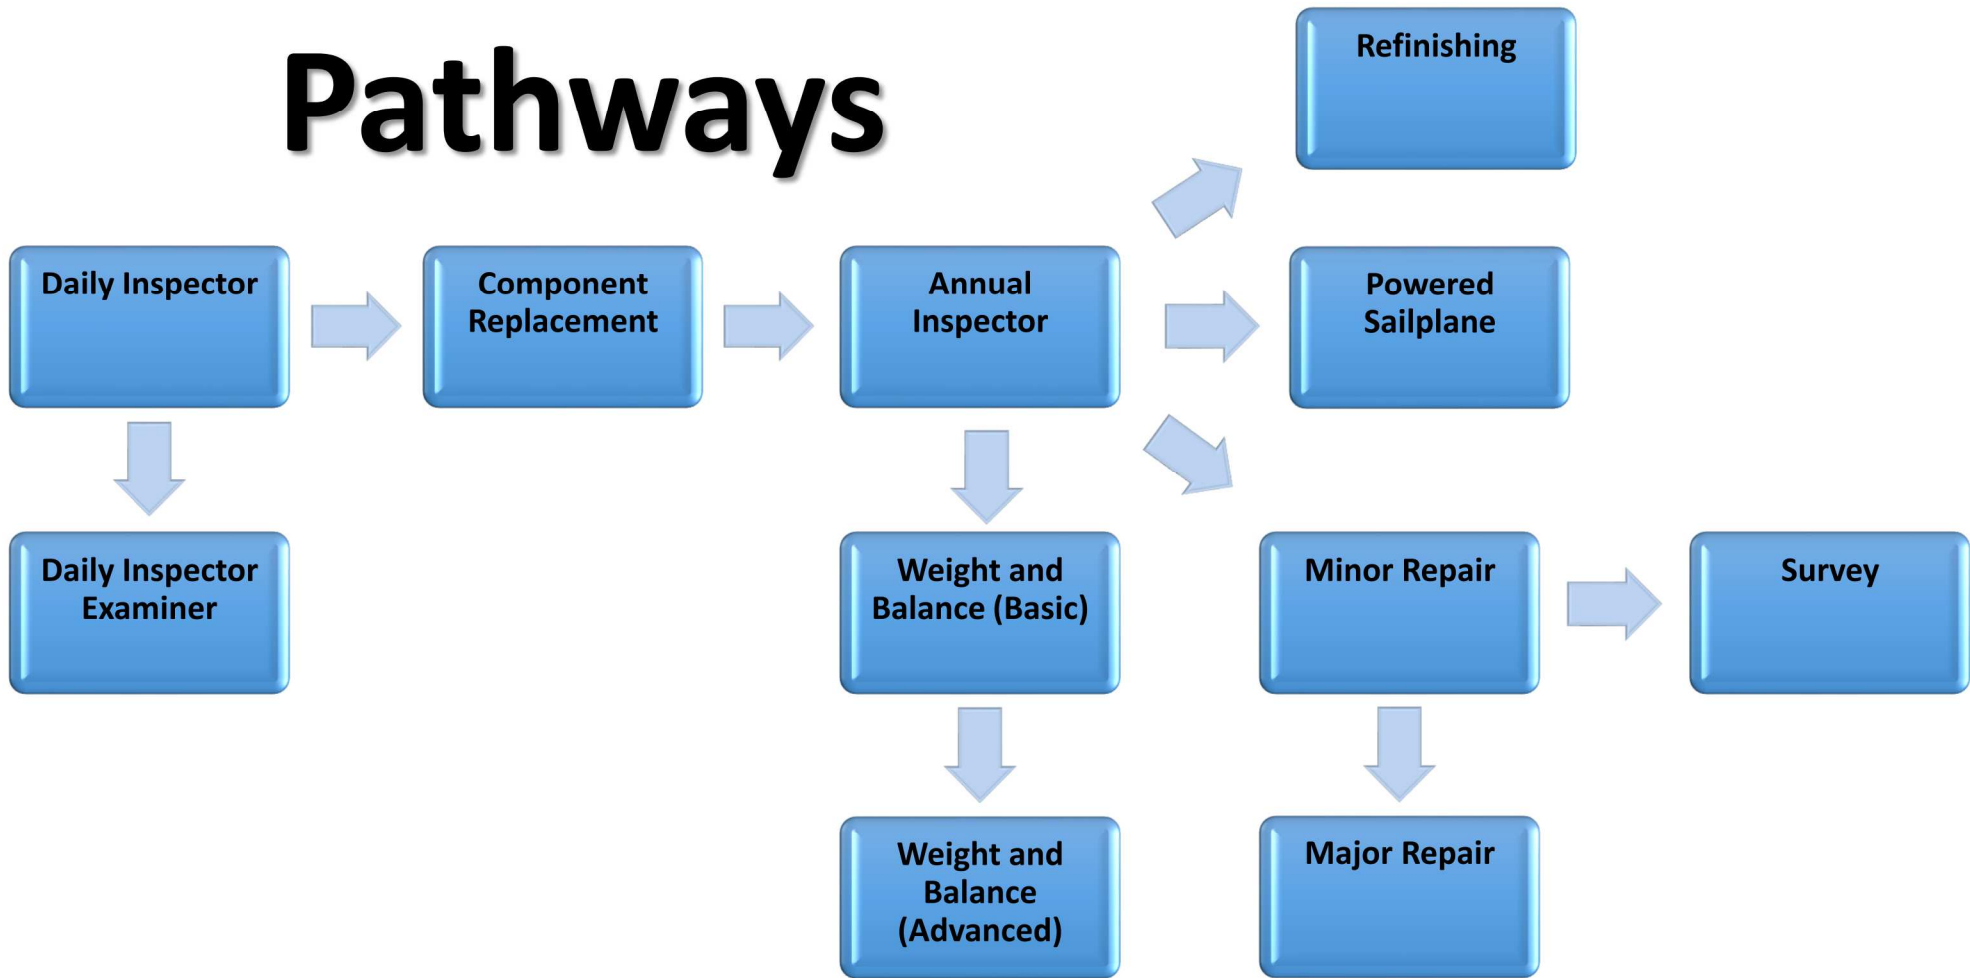 Pathways
Refinishing
Daily Inspector
Component
Replacement
Annual
Inspector
Powered
Sailplane
Daily Inspector
Examiner
Weight and
Balance (Basic)
Minor Repair
Survey
Weight and
Balance
(Advanced)
Major Repair